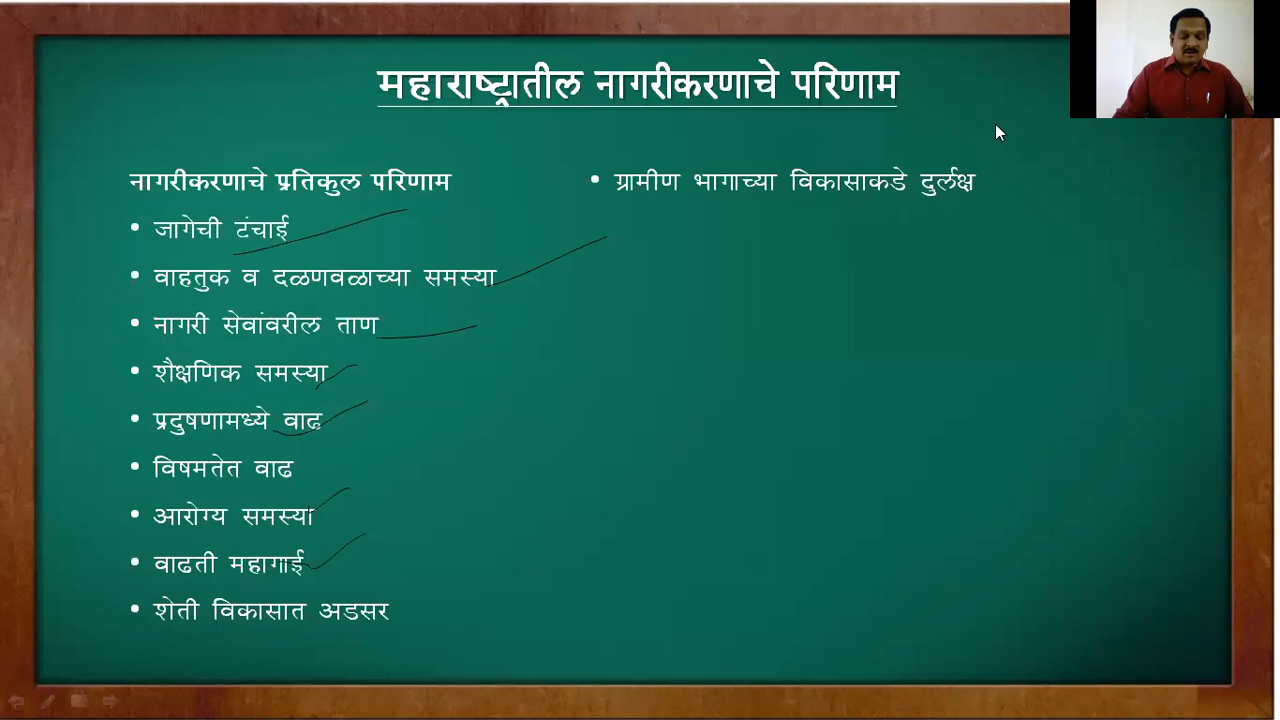 महाराष्ट्रातील नागरीकरणाचे परिणाम
नागरीकरणाचे प्रतिकुल परिणाम
• जागेची टंचाई
• वाहतुक व दळणवळाच्या समस्या
• नागरी सेवांवरील ताण
• शैक्षणिक समस्या
• प्रदुषणामध्ये वाढ
• विषमतेत वाढ
• आरोग्य समस्या
• वाढती महागाई
• शेती विकासात अडसर
• ग्रामीण भागाच्या विकासाकडे दुर्लक्ष